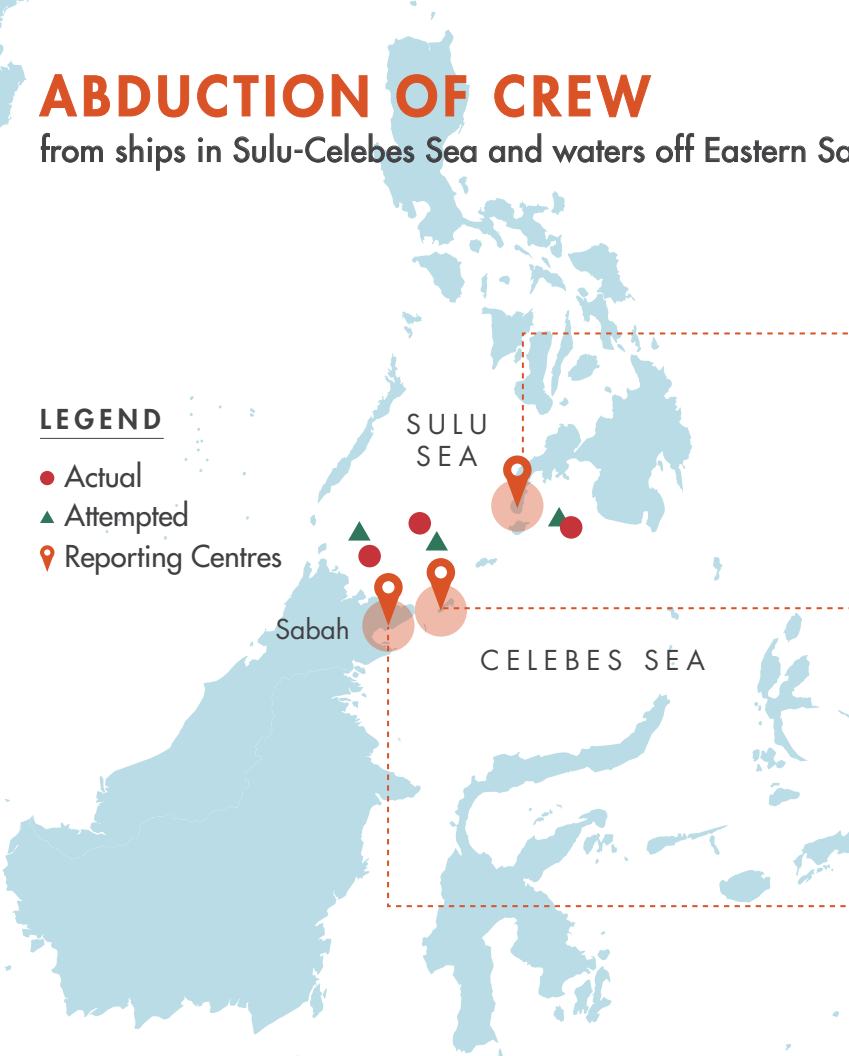 ABDUCTION OF CREW
from ships in Sulu-Celebes Sea and waters off Eastern Sa
SULU
SEA
LEGEND
Actual
Attempted
Reporting Centres
Sabah
CELEBES SEA